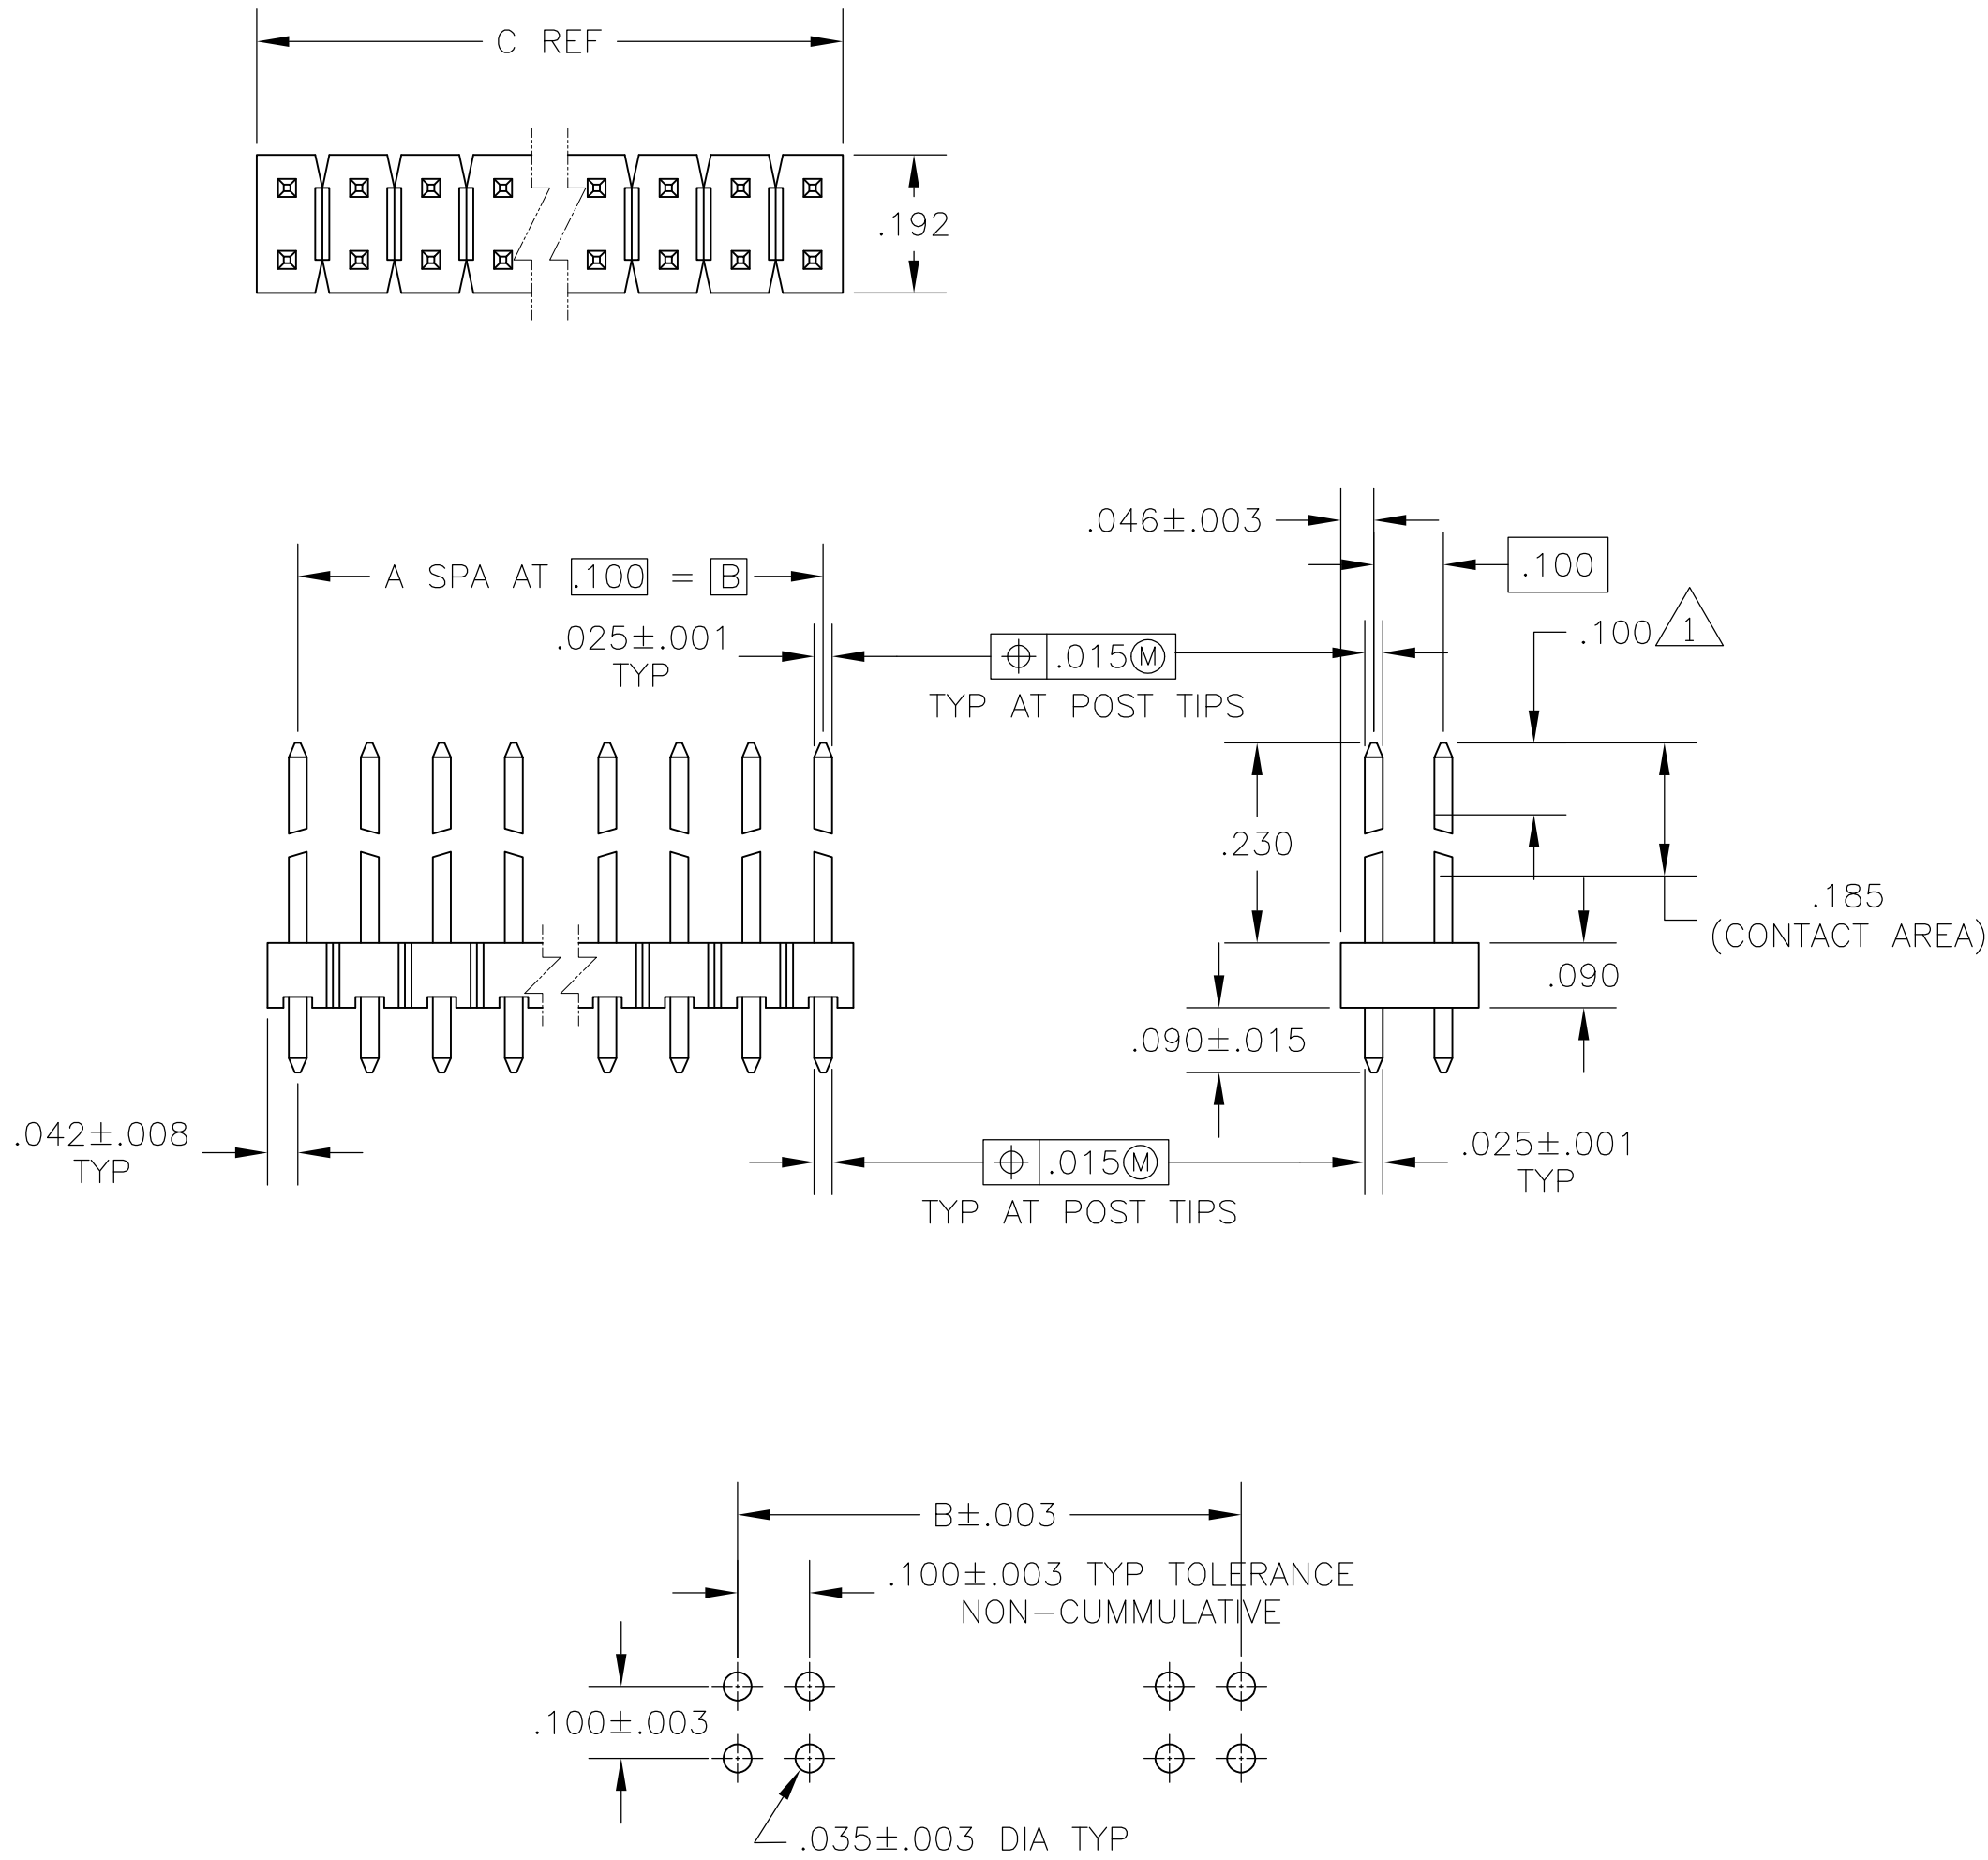 C REF
.192
.046±.003
.100
A SPA AT .100 = B
.100 1
.025±.001
TYP
⌖ .015Ⓜ
TYP AT POST TIPS
.230
.185
(CONTACT AREA)
.090
.090±.015
.042±.008
TYP
⌖ .015Ⓜ
TYP AT POST TIPS
.025±.001
TYP
B±.003
.100±.003 TYP TOLERANCE
NON-CUMMULATIVE
.100±.003
.035±.003 DIA TYP